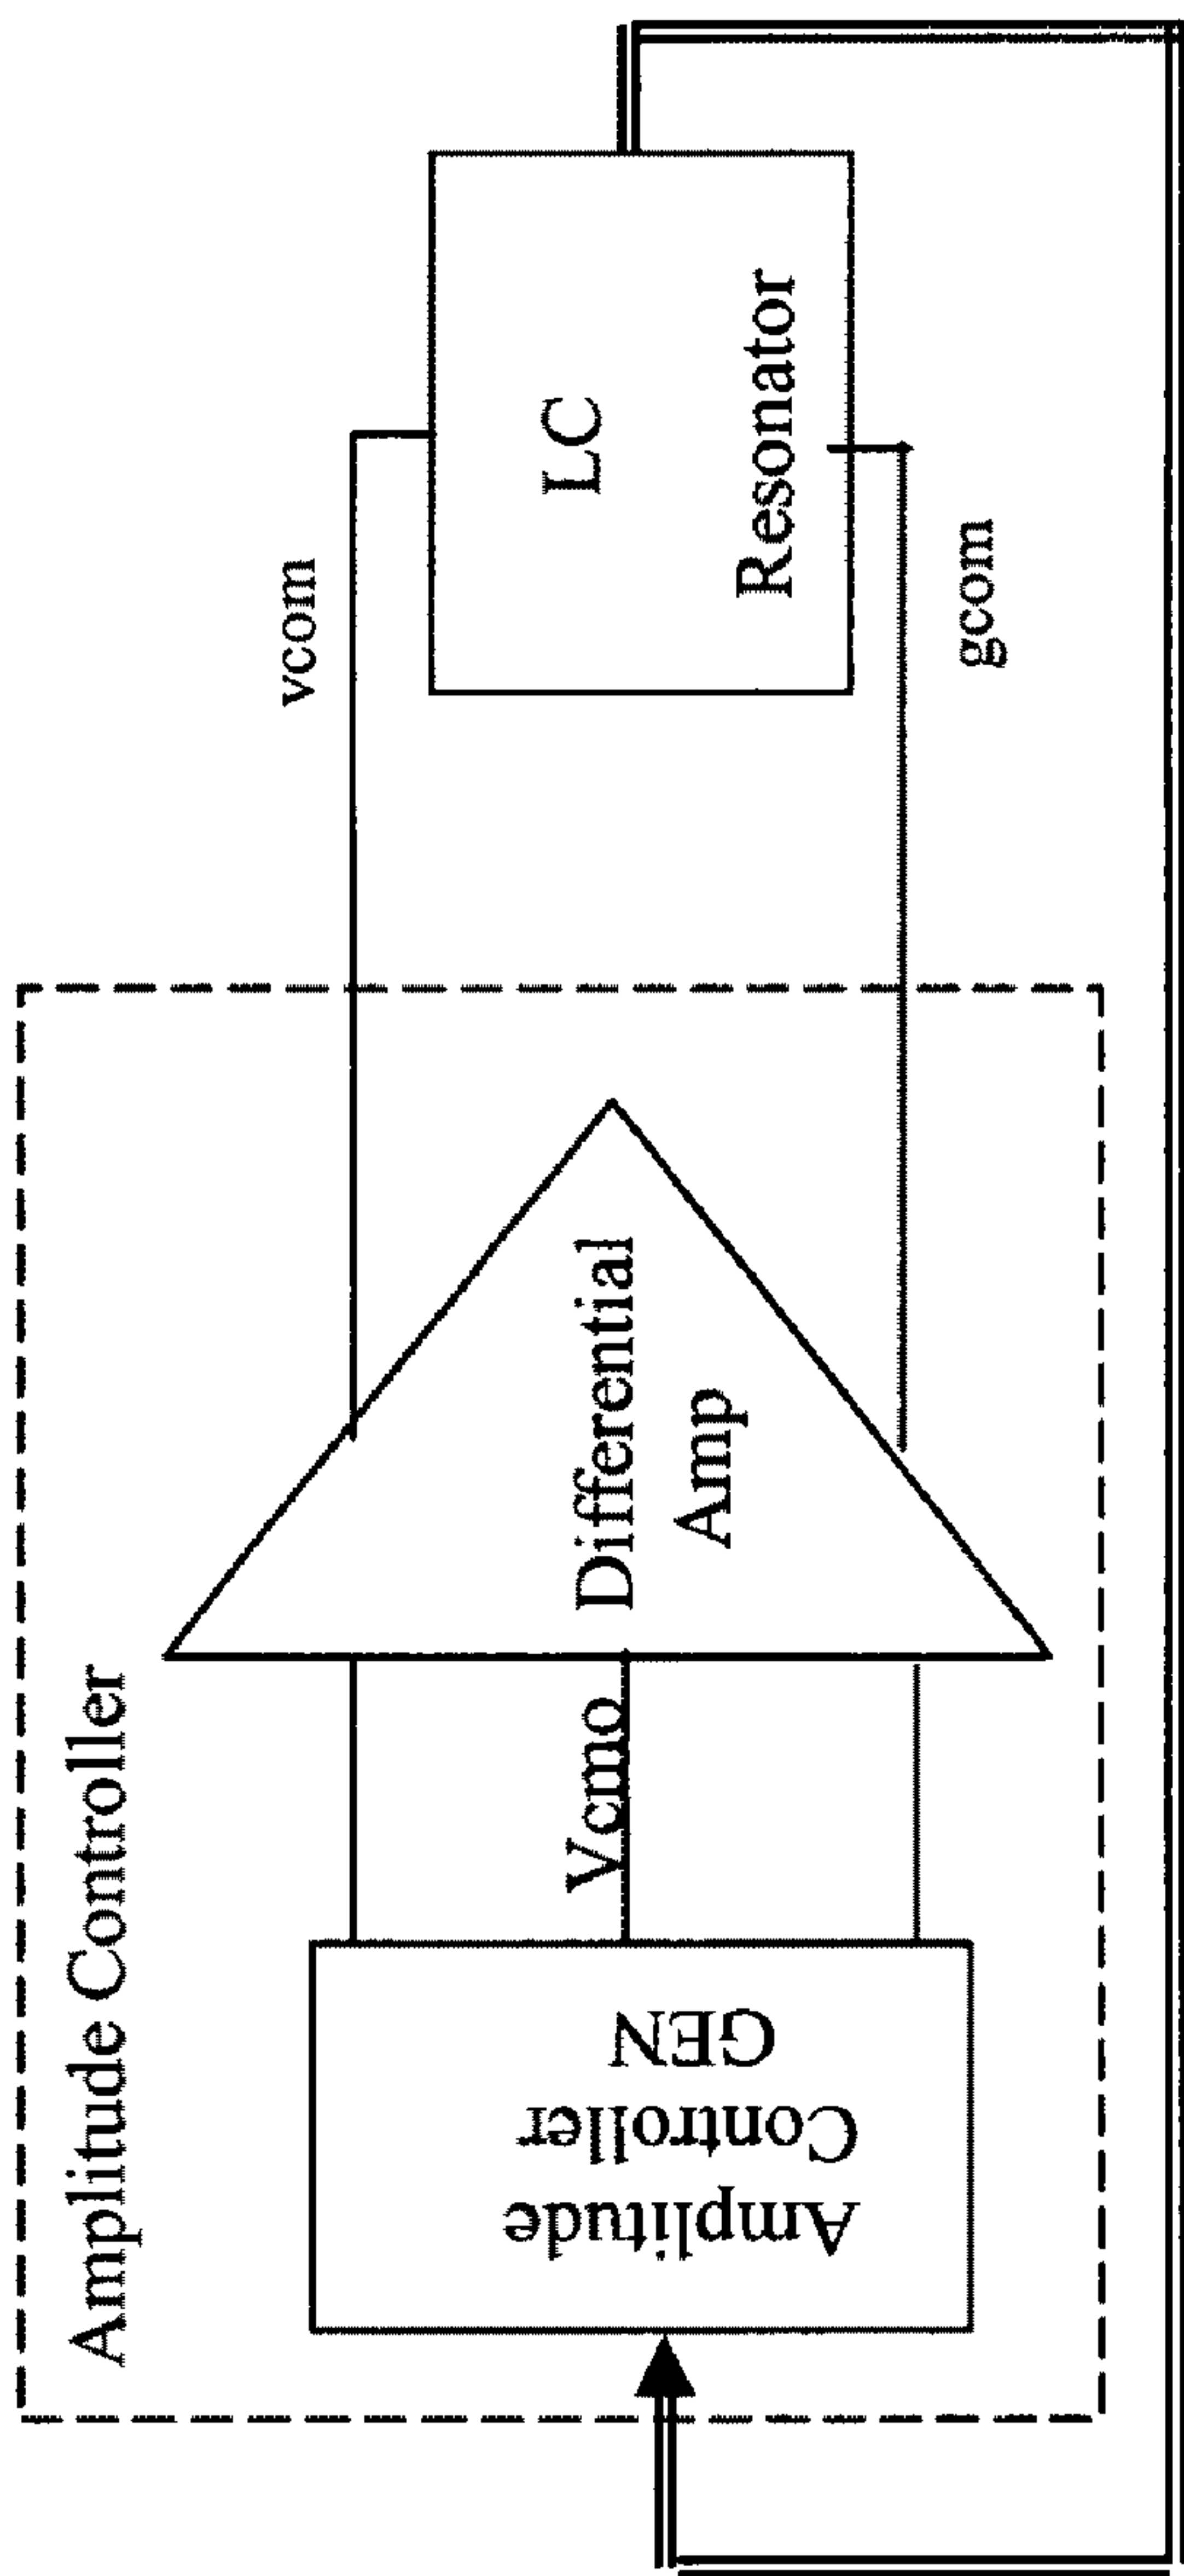 Amplitude Controller
Amplitude
Controller
GEN
Vcmo
Differential
Amp
vcom
LC
Resonator
gcom